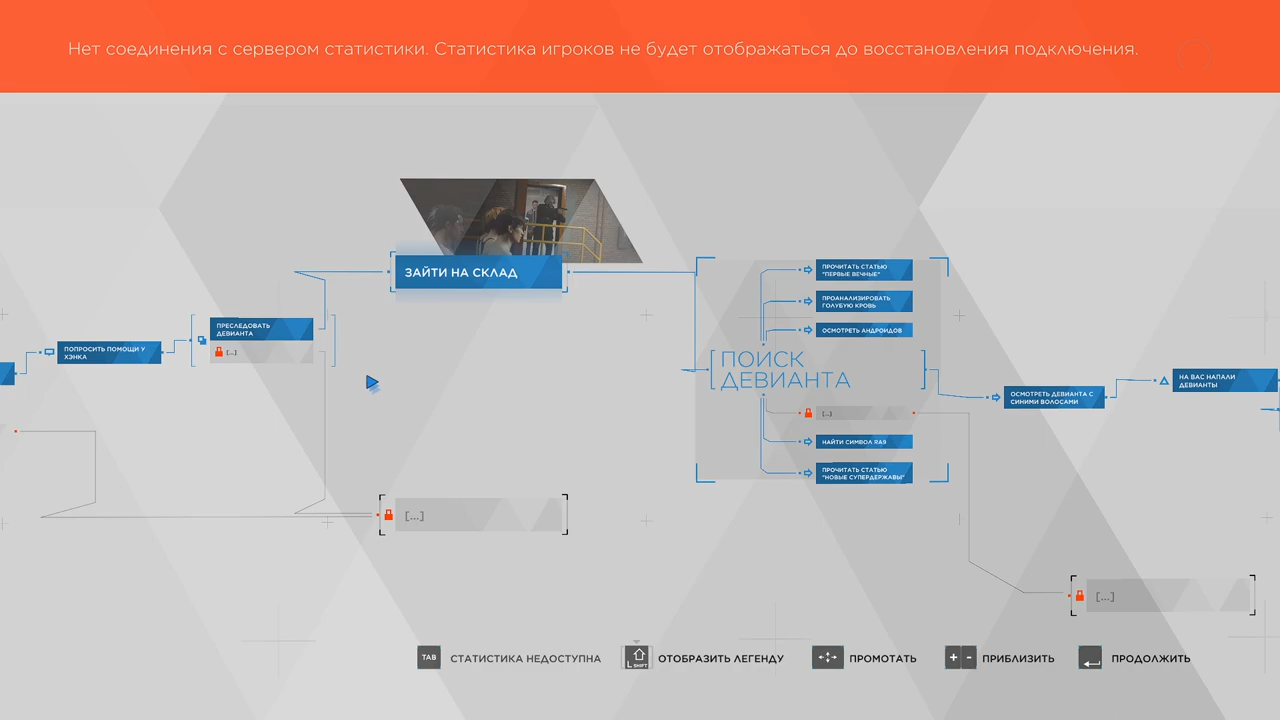 Нет соединения с сервером статистики. Статистика игроков не будет отображаться до восстановления подключения.
ЗАЙТИ НА СКЛАД
ПРЕСЛЕДОВАТЬ
ДЕВИАНТА
[...]
ПОПРОСИТЬ ПОМОЩИ У
ХЭНКА
[...]
ПРОЧИТАТЬ СТАТЬЮ
"ПЕРВЫЕ ВЕЧНЫЕ"
ПРОАНАЛИЗИРОВАТЬ
ГОЛУБУЮ КРОВЬ
ОСМОТРЕТЬ АНДРОИДОВ
ПОИСК
ДЕВИАНТА
[...]
НАЙТИ СИМВОЛ RA9
ПРОЧИТАТЬ СТАТЬЮ
"НОВЫЕ СУПЕРДЕРЖАВЫ"
ОСМОТРЕТЬ ДЕВИАНТА С
СИНИМИ ВОЛОСАМИ
НА ВАС НАПАЛИ
ДЕВИАНТЫ
[...]
TAB СТАТИСТИКА НЕДОСТУПНА
L SHIFT ОТОБРАЗИТЬ ЛЕГЕНДУ
ПРОМОТАТЬ
+ - ПРИБЛИЗИТЬ
ПРОДОЛЖИТЬ